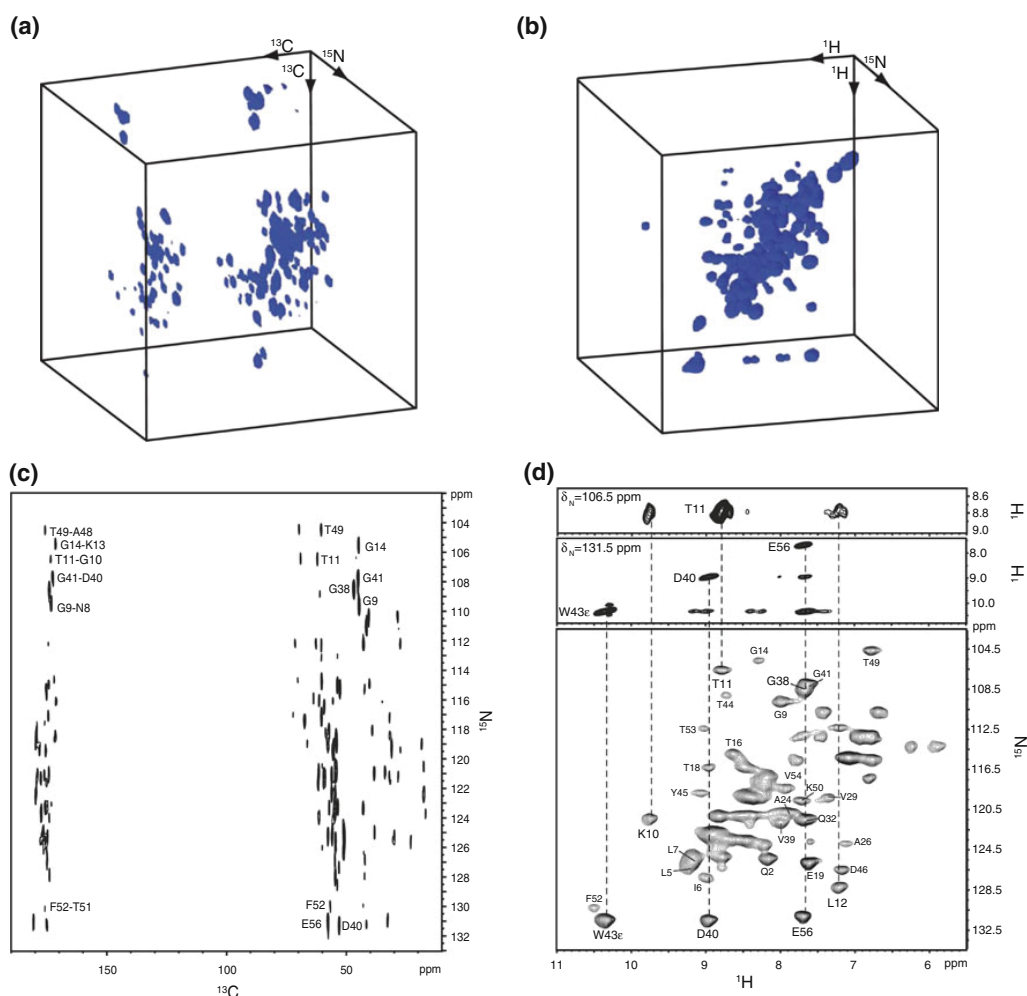 (a)
¹³C
¹⁵N
¹³C
(b)
¹H
¹⁵N
¹H
(c)
ppm
104
106
108
110
112
114
116
118
120
122
124
126
128
130
132
¹⁵N
T49-A48
G14-K13
T11-G10
G41-D40
G9-N8
T49
G14
T11
G41
G38
G9
F52-T51
F52
E56
D40
150
100
50
ppm
¹³C
(d)
δN=106.5 ppm
T11
8.6
8.8
9.0
¹H
δN=131.5 ppm
E56
D40
W43ε
8.0
9.0
10.0
¹H
ppm
104.5
108.5
112.5
116.5
120.5
124.5
128.5
132.5
¹⁵N
G14
T49
T11
G38
G41
T44
G9
T53
T16
T18
V54
Y45
K50
V29
A24
K10
Q32
V39
A26
L7
L5
Q2
E19
D46
I6
L12
F52
W43ε
D40
E56
11
10
9
8
7
6
ppm
¹H